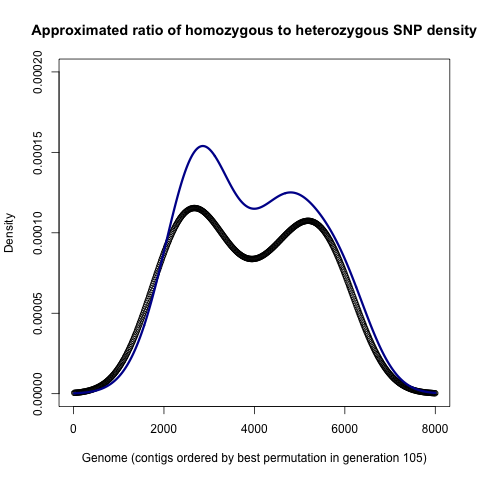 Approximated ratio of homozygous to heterozygous SNP density
Density
0.00020
0.00015
0.00010
0.00005
0.00000
0 2000 4000 6000 8000
Genome (contigs ordered by best permutation in generation 105)